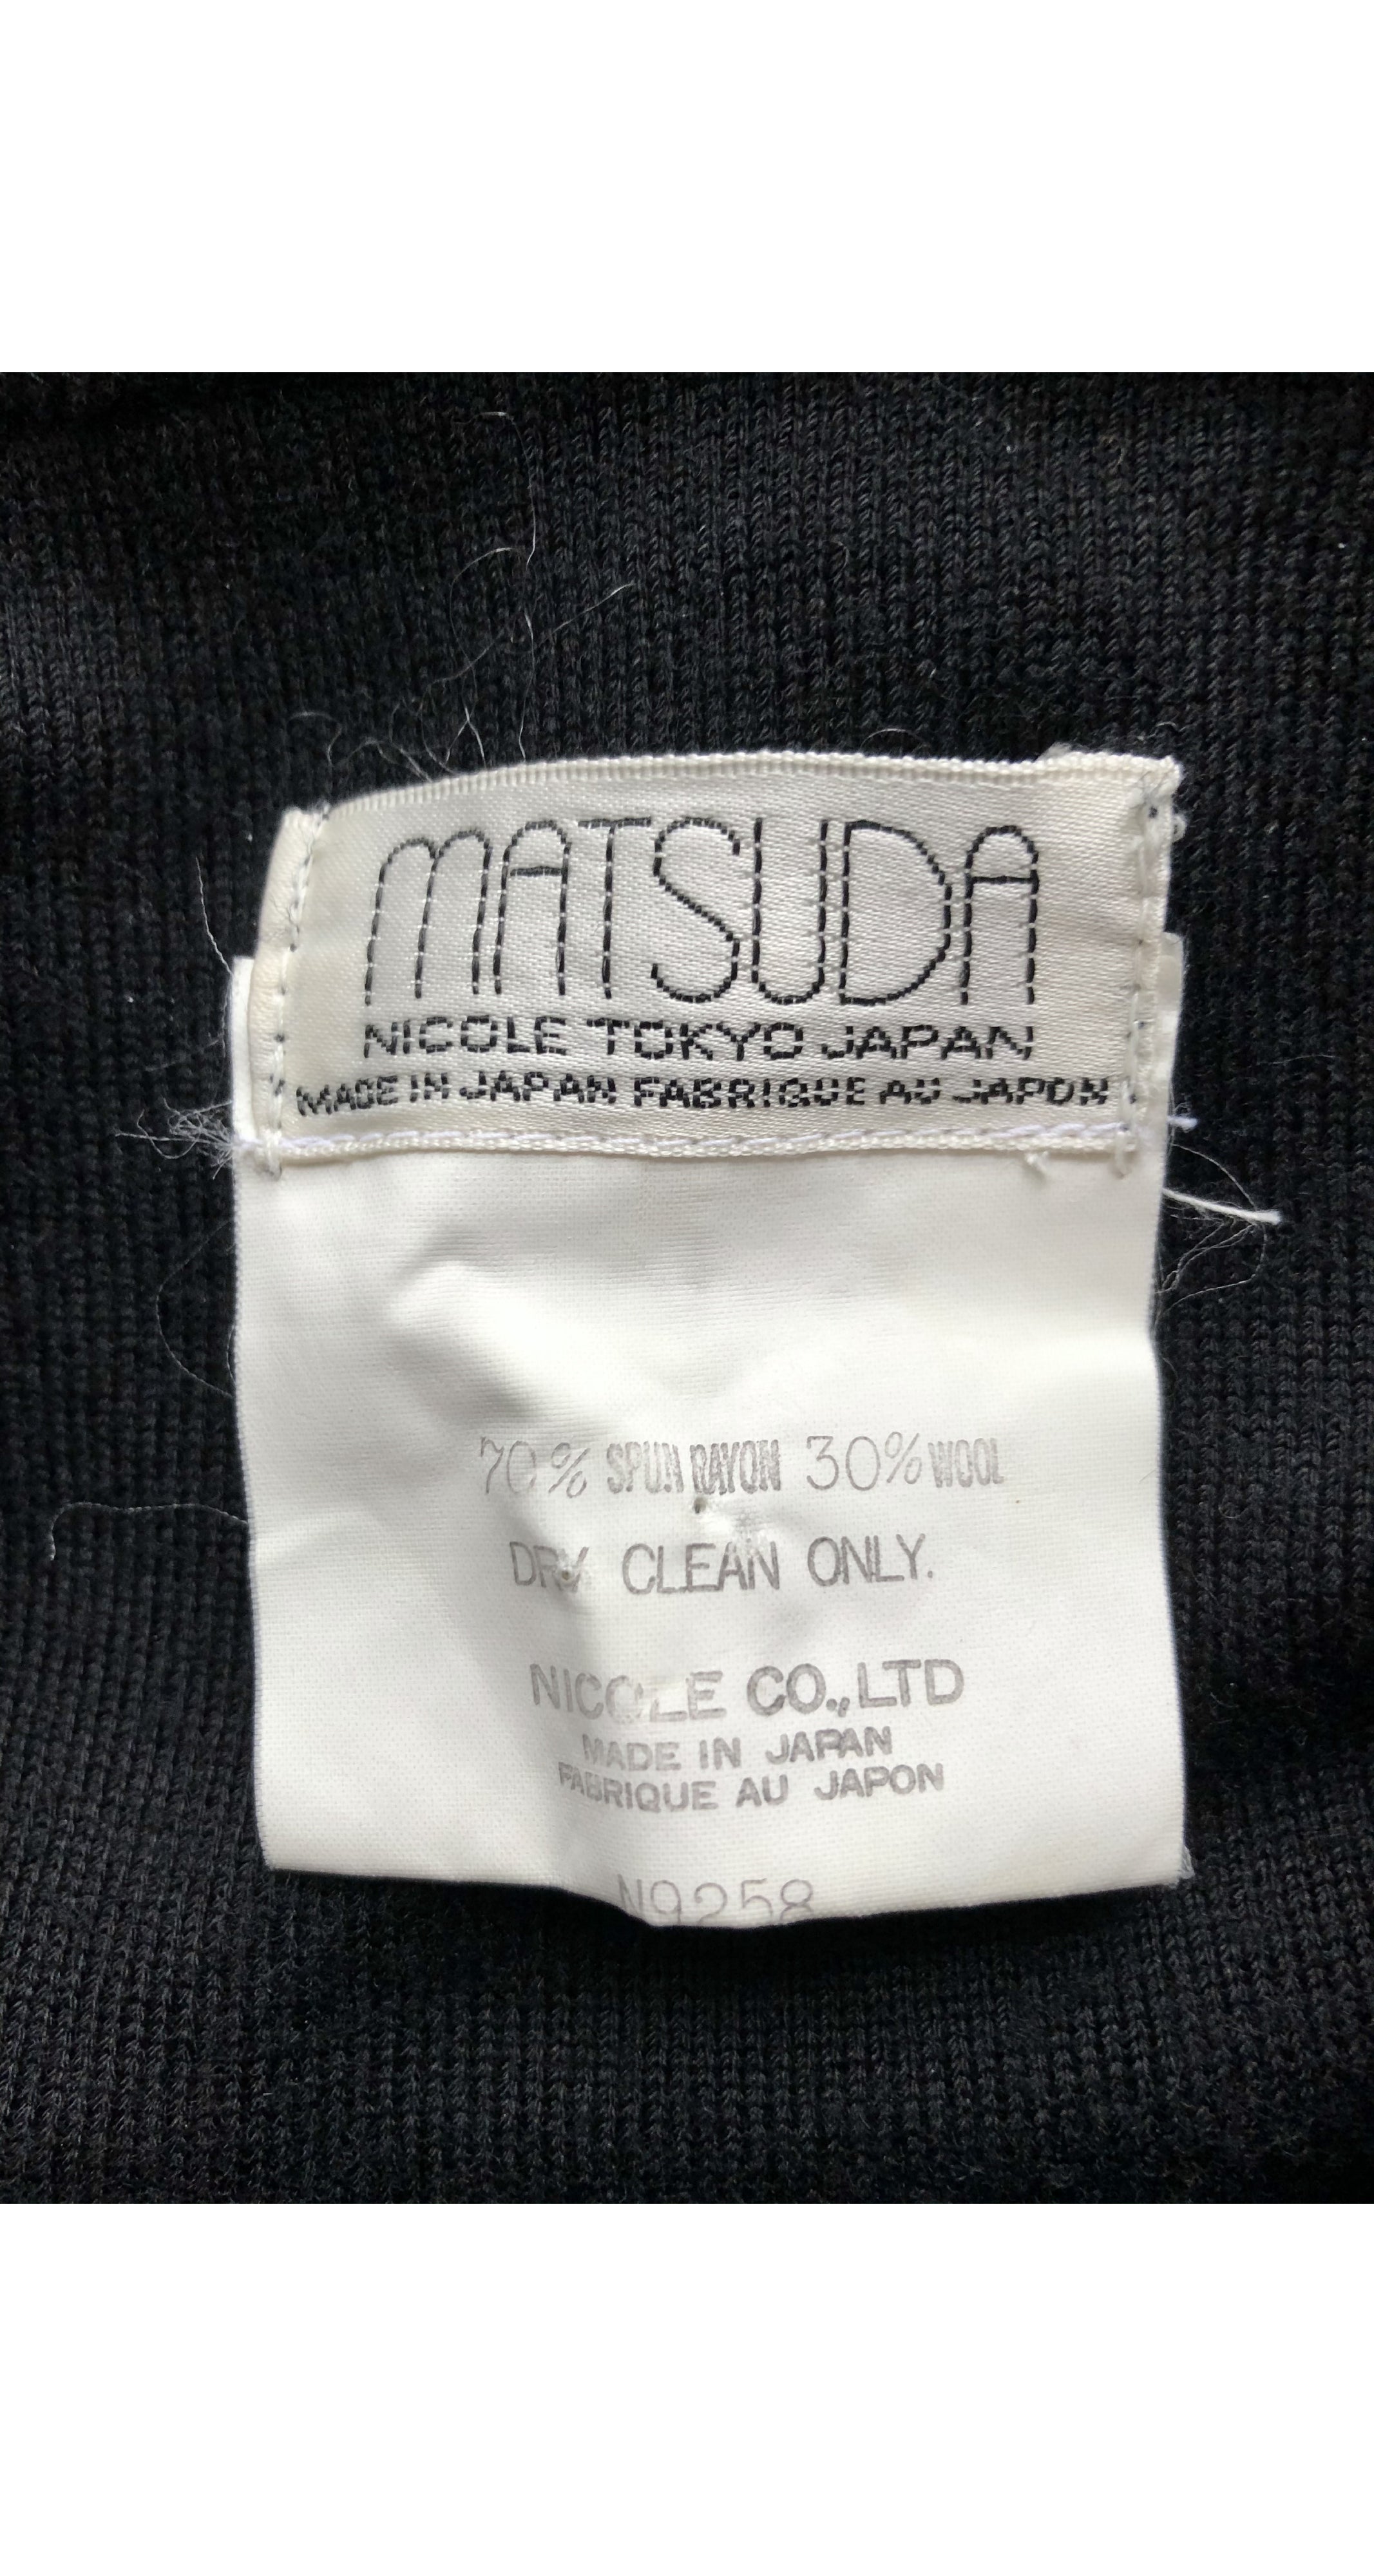 MATSUDA
NICOLE TOKYO JAPAN
MADE IN JAPAN FABRIQUE AU JAPON
70% SPUN RAYON 30% WOOL
DRY CLEAN ONLY.
NICOLE CO.,LTD
MADE IN JAPAN
FABRIQUE AU JAPON
N9258